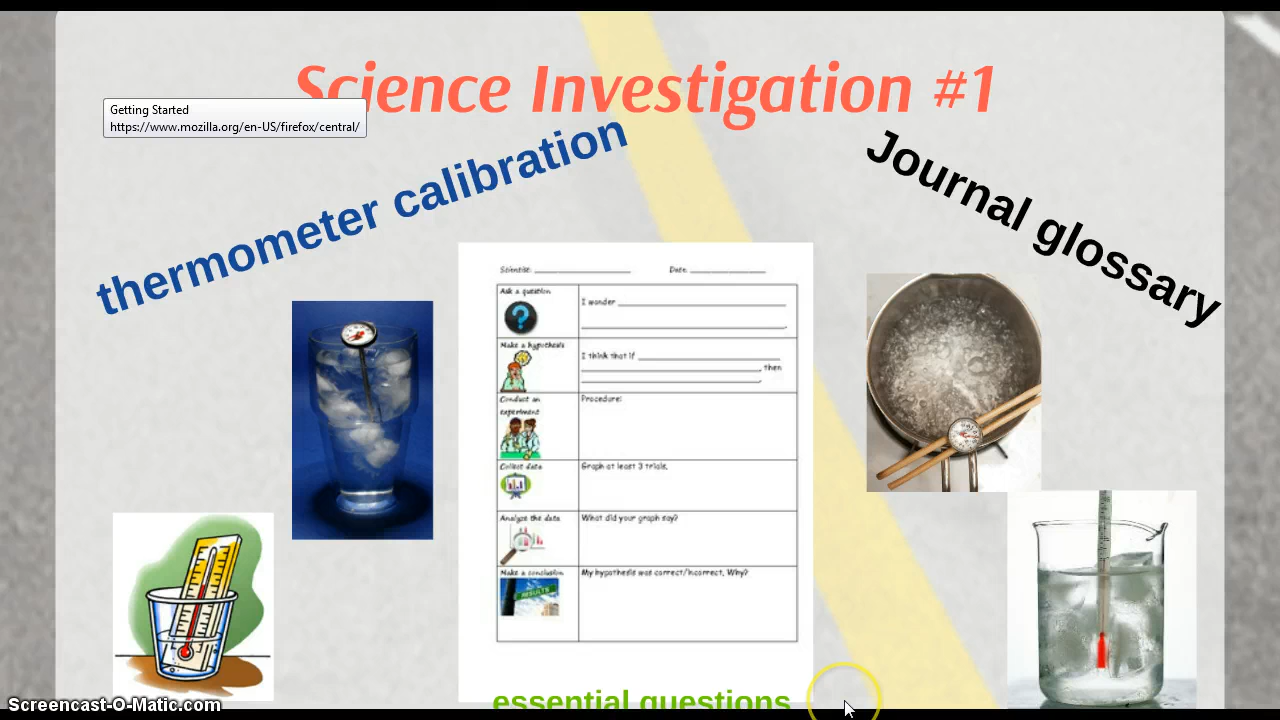 Science Investigation #1
Getting Started
https://www.mozilla.org/en-US/firefox/central/
thermometer calibration
Journal glossary
Scientist: Date:
Ask a question
I wonder
Make a hypothesis
I think that if
, then
Conduct an
experiment
Procedure:
Collect data
Graph at least 3 trials.
Analyze the data
What did your graph say?
Make a conclusion
My hypothesis was correct/incorrect. Why?
RESULTS
essential questions
Screencast-O-Matic.com